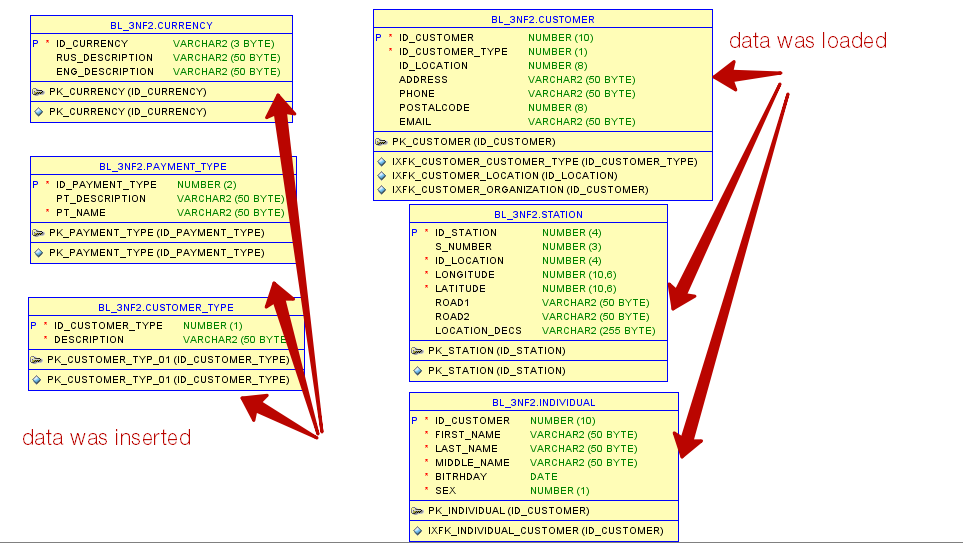 BL_3NF2.CURRENCY
P * ID_CURRENCY VARCHAR2 (3 BYTE)
RUS_DESCRIPTION VARCHAR2 (50 BYTE)
ENG_DESCRIPTION VARCHAR2 (50 BYTE)
PK_CURRENCY (ID_CURRENCY)
PK_CURRENCY (ID_CURRENCY)
BL_3NF2.PAYMENT_TYPE
P * ID_PAYMENT_TYPE NUMBER (2)
PT_DESCRIPTION VARCHAR2 (50 BYTE)
* PT_NAME VARCHAR2 (50 BYTE)
PK_PAYMENT_TYPE (ID_PAYMENT_TYPE)
PK_PAYMENT_TYPE (ID_PAYMENT_TYPE)
BL_3NF2.CUSTOMER_TYPE
P * ID_CUSTOMER_TYPE NUMBER (1)
* DESCRIPTION VARCHAR2 (50 BYTE)
PK_CUSTOMER_TYP_01 (ID_CUSTOMER_TYPE)
PK_CUSTOMER_TYP_01 (ID_CUSTOMER_TYPE)
data was inserted
BL_3NF2.CUSTOMER
P * ID_CUSTOMER NUMBER (10)
* ID_CUSTOMER_TYPE NUMBER (1)
ID_LOCATION NUMBER (8)
ADDRESS VARCHAR2 (50 BYTE)
PHONE VARCHAR2 (50 BYTE)
POSTALCODE NUMBER (8)
EMAIL VARCHAR2 (50 BYTE)
PK_CUSTOMER (ID_CUSTOMER)
IXFK_CUSTOMER_CUSTOMER_TYPE (ID_CUSTOMER_TYPE)
IXFK_CUSTOMER_LOCATION (ID_LOCATION)
IXFK_CUSTOMER_ORGANIZATION (ID_CUSTOMER)
data was loaded
BL_3NF2.STATION
P * ID_STATION NUMBER (4)
S_NUMBER NUMBER (3)
* ID_LOCATION NUMBER (4)
* LONGITUDE NUMBER (10,6)
* LATITUDE NUMBER (10,6)
ROAD1 VARCHAR2 (50 BYTE)
ROAD2 VARCHAR2 (50 BYTE)
LOCATION_DECS VARCHAR2 (255 BYTE)
PK_STATION (ID_STATION)
PK_STATION (ID_STATION)
BL_3NF2.INDIVIDUAL
P * ID_CUSTOMER NUMBER (10)
* FIRST_NAME VARCHAR2 (50 BYTE)
* LAST_NAME VARCHAR2 (50 BYTE)
* MIDDLE_NAME VARCHAR2 (50 BYTE)
* BITRHDAY DATE
* SEX NUMBER (1)
PK_INDIVIDUAL (ID_CUSTOMER)
IXFK_INDIVIDUAL_CUSTOMER (ID_CUSTOMER)